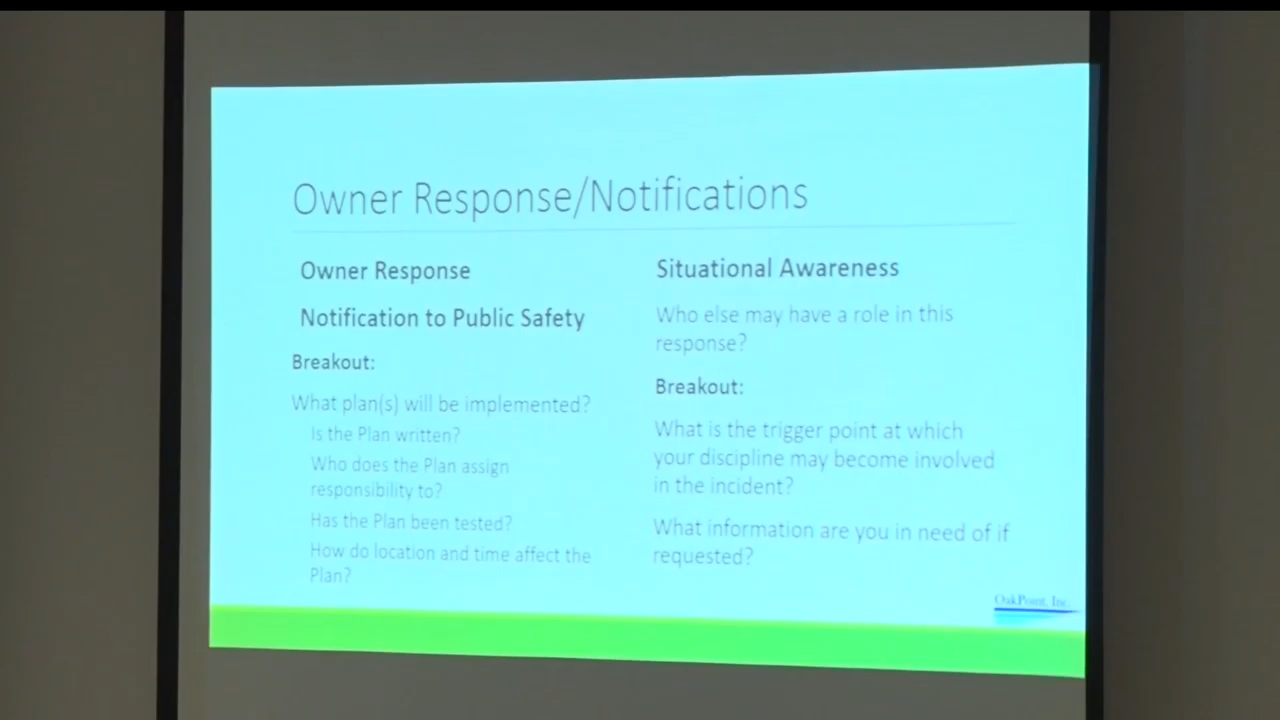 Owner Response/Notifications
Owner Response
Notification to Public Safety
Breakout:
What plan(s) will be implemented?
Is the Plan written?
Who does the Plan assign
responsibility to?
Has the Plan been tested?
How do location and time affect the
Plan?
Situational Awareness
Who else may have a role in this
response?
Breakout:
What is the trigger point at which
your discipline may become involved
in the incident?
What information are you in need of if
requested?
OakPoint, Inc.